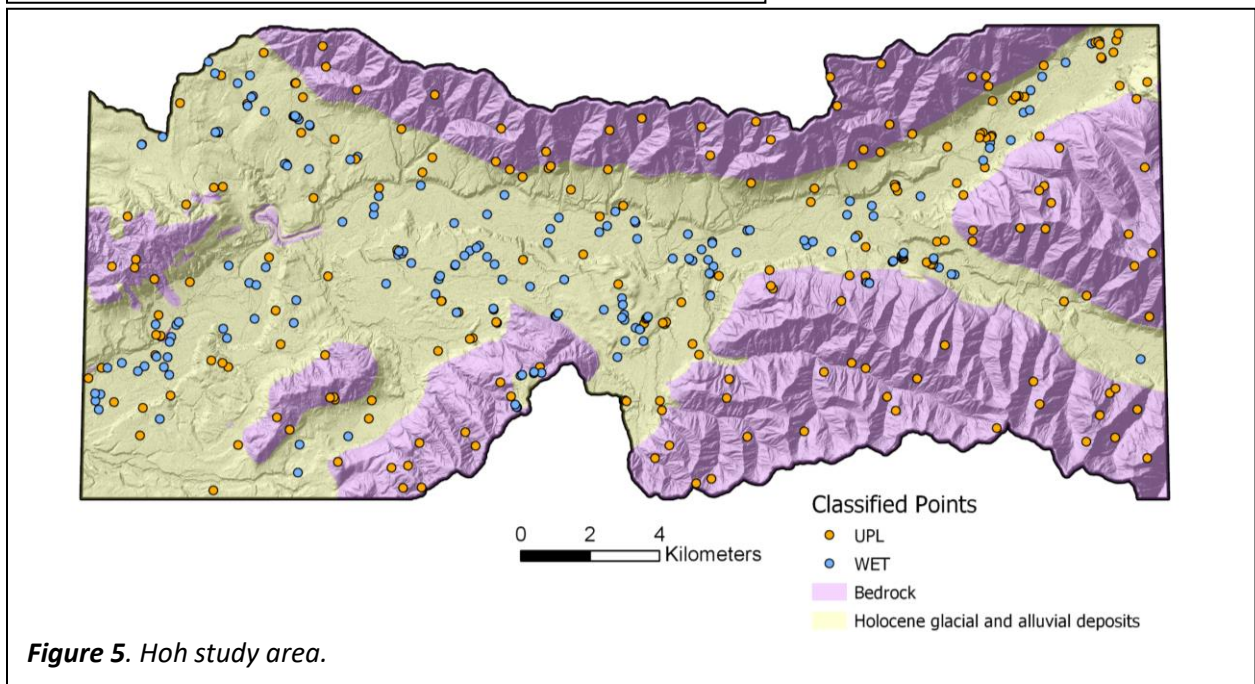 0 2 4
Kilometers
Classified Points
UPL
WET
Bedrock
Holocene glacial and alluvial deposits
Figure 5. Hoh study area.